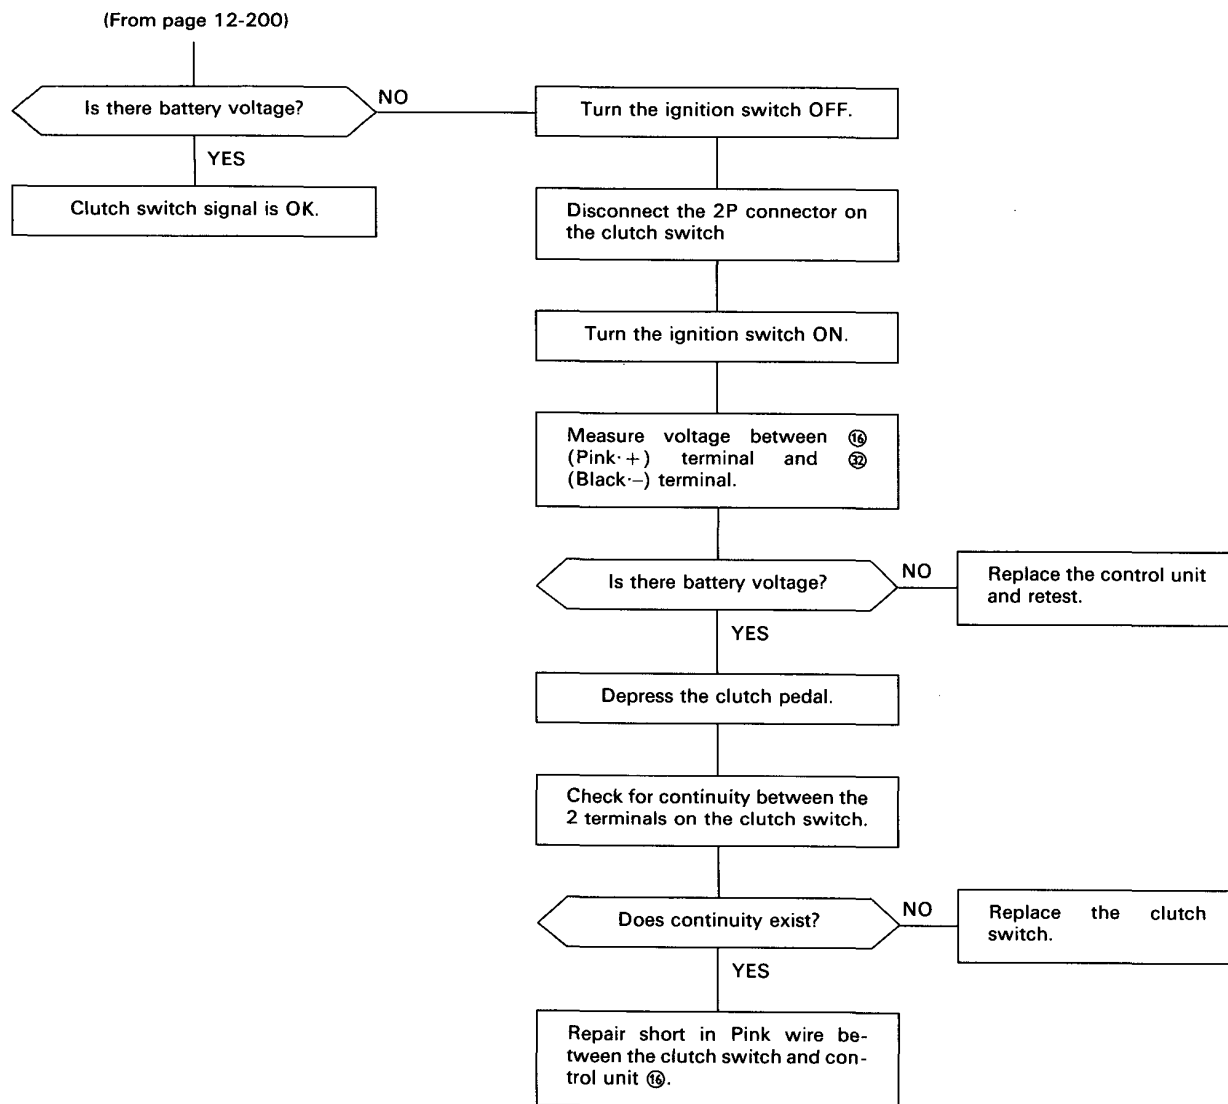 (From page 12-200)
Is there battery voltage?
NO
YES
Clutch switch signal is OK.
Turn the ignition switch OFF.
Disconnect the 2P connector on
the clutch switch
Turn the ignition switch ON.
Measure voltage between ⑯
(Pink·+) terminal and ㉜
(Black·−) terminal.
Is there battery voltage?
NO
Replace the control unit
and retest.
YES
Depress the clutch pedal.
Check for continuity between the
2 terminals on the clutch switch.
Does continuity exist?
NO
Replace the clutch
switch.
YES
Repair short in Pink wire be-
tween the clutch switch and con-
trol unit ⑯.